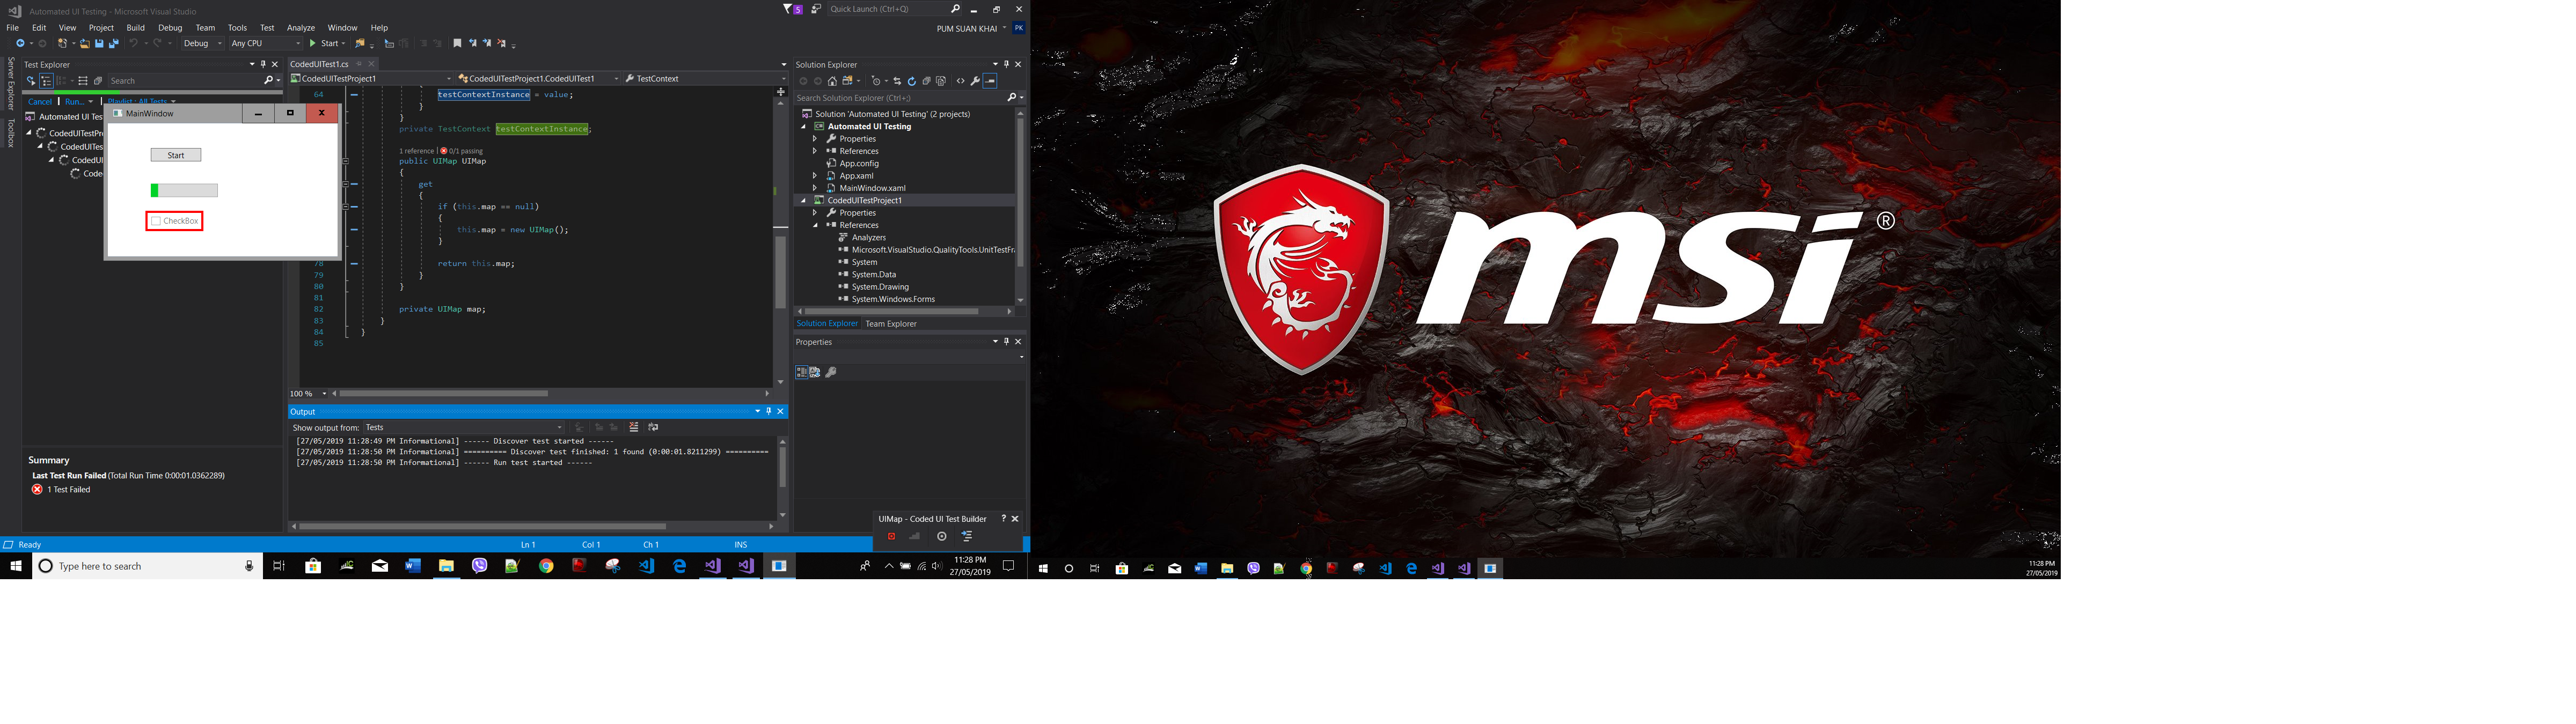 Automated UI Testing - Microsoft Visual Studio
5
Quick Launch (Ctrl+Q)
File Edit View Project Build Debug Team Tools Test Analyze Window Help
PUM SUAN KHAI
PK
Debug Any CPU Start
Server Explorer
Toolbox
Test Explorer
Search
Cancel Run... Playlist : All Tests
Automated UI Tes
CodedUITestPr
CodedUITes
CodedU
Code
MainWindow
Start
CheckBox
Summary
Last Test Run Failed (Total Run Time 0:00:01.0362289)
1 Test Failed
CodedUITest1.cs
CodedUITestProject1 CodedUITestProject1.CodedUITest1 TestContext
64 testContextInstance = value;
}
}
private TestContext testContextInstance;
1 reference | 0/1 passing
public UIMap UIMap
{
get
{
if (this.map == null)
{
this.map = new UIMap();
}
78 return this.map;
79 }
80 }
81
82 private UIMap map;
83 }
84 }
85
100 %
Output
Show output from: Tests
[27/05/2019 11:28:49 PM Informational] ------ Discover test started ------
[27/05/2019 11:28:50 PM Informational] ========== Discover test finished: 1 found (0:00:01.8211299) ==========
[27/05/2019 11:28:50 PM Informational] ------ Run test started ------
Solution Explorer
Search Solution Explorer (Ctrl+;)
Solution 'Automated UI Testing' (2 projects)
Automated UI Testing
Properties
References
App.config
App.xaml
MainWindow.xaml
CodedUITestProject1
Properties
References
Analyzers
Microsoft.VisualStudio.QualityTools.UnitTestFra
System
System.Data
System.Drawing
System.Windows.Forms
Solution Explorer Team Explorer
Properties
UIMap - Coded UI Test Builder
Ready Ln 1 Col 1 Ch 1 INS
Type here to search
11:28 PM
27/05/2019
msi ®
11:28 PM
27/05/2019